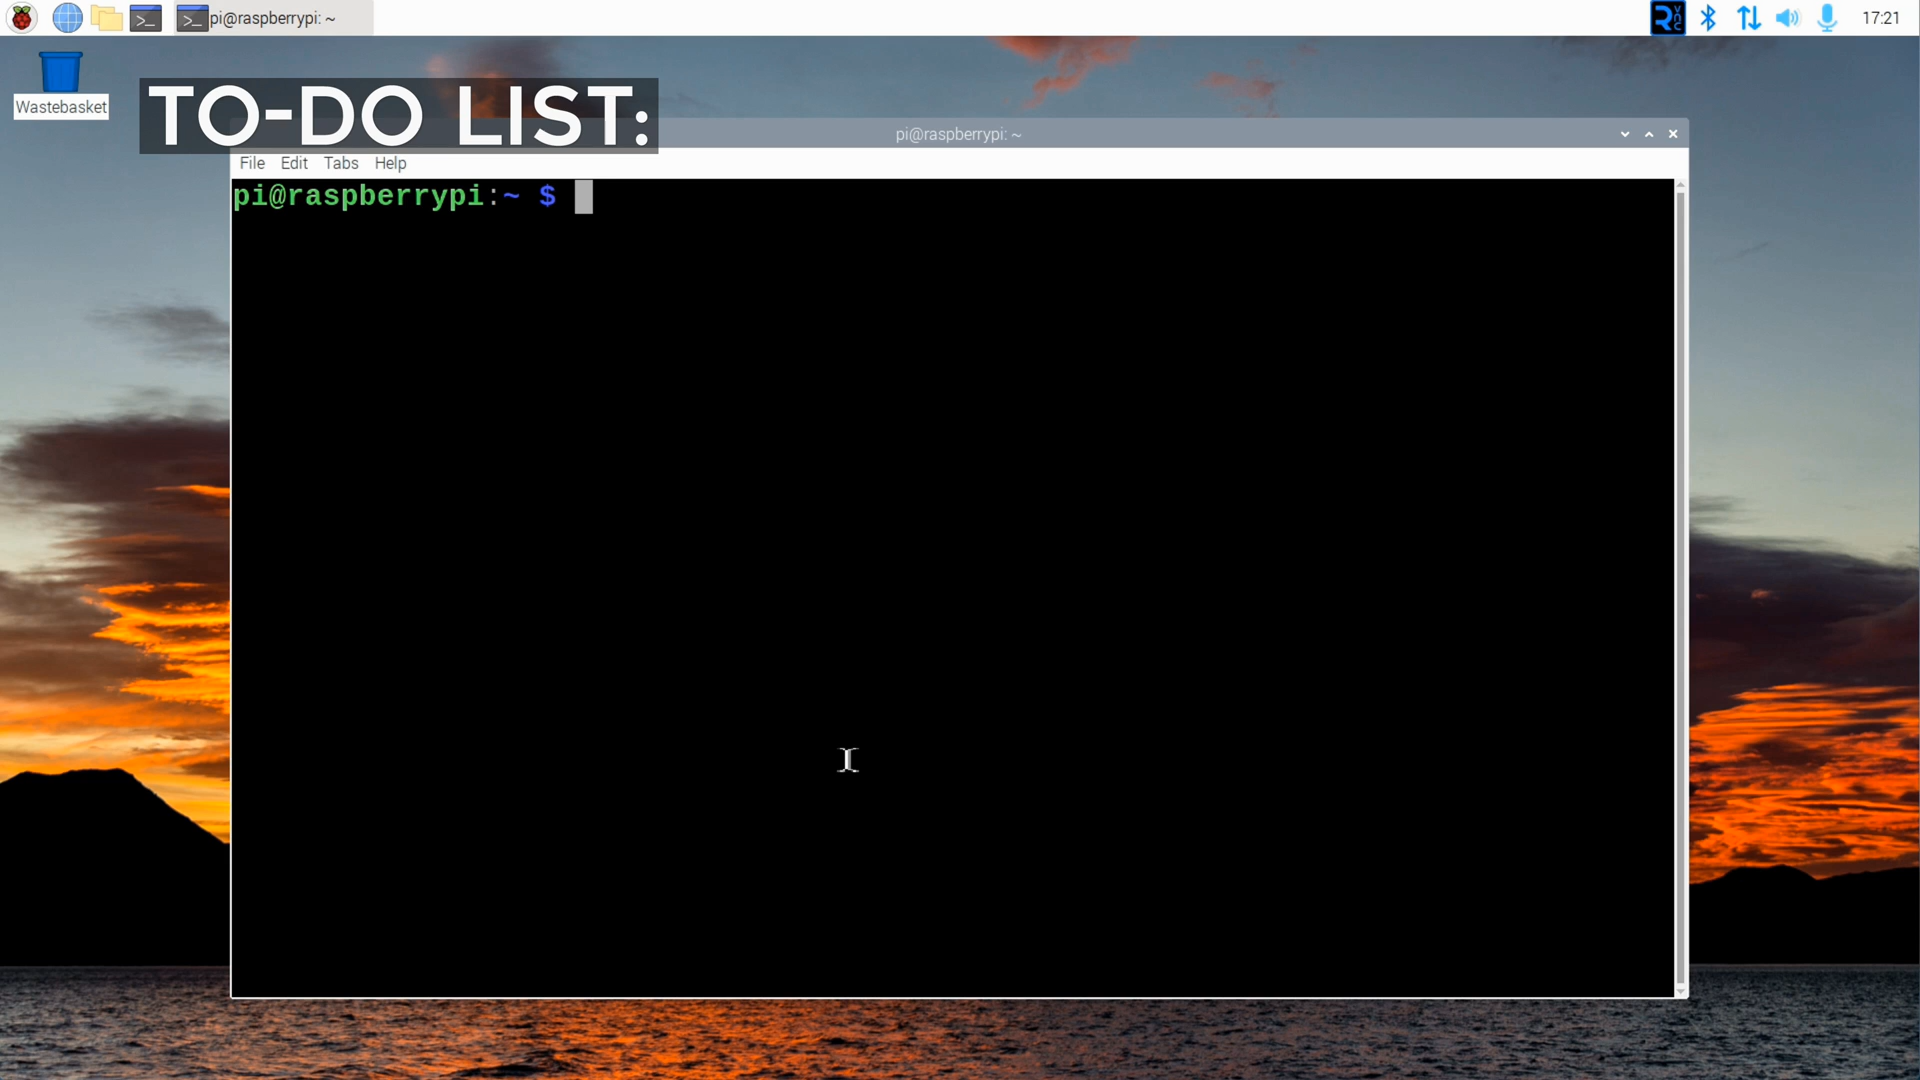 pi@raspberrypi: ~
17:21
Wastebasket
TO-DO LIST:
pi@raspberrypi: ~
File Edit Tabs Help
pi@raspberrypi:~ $